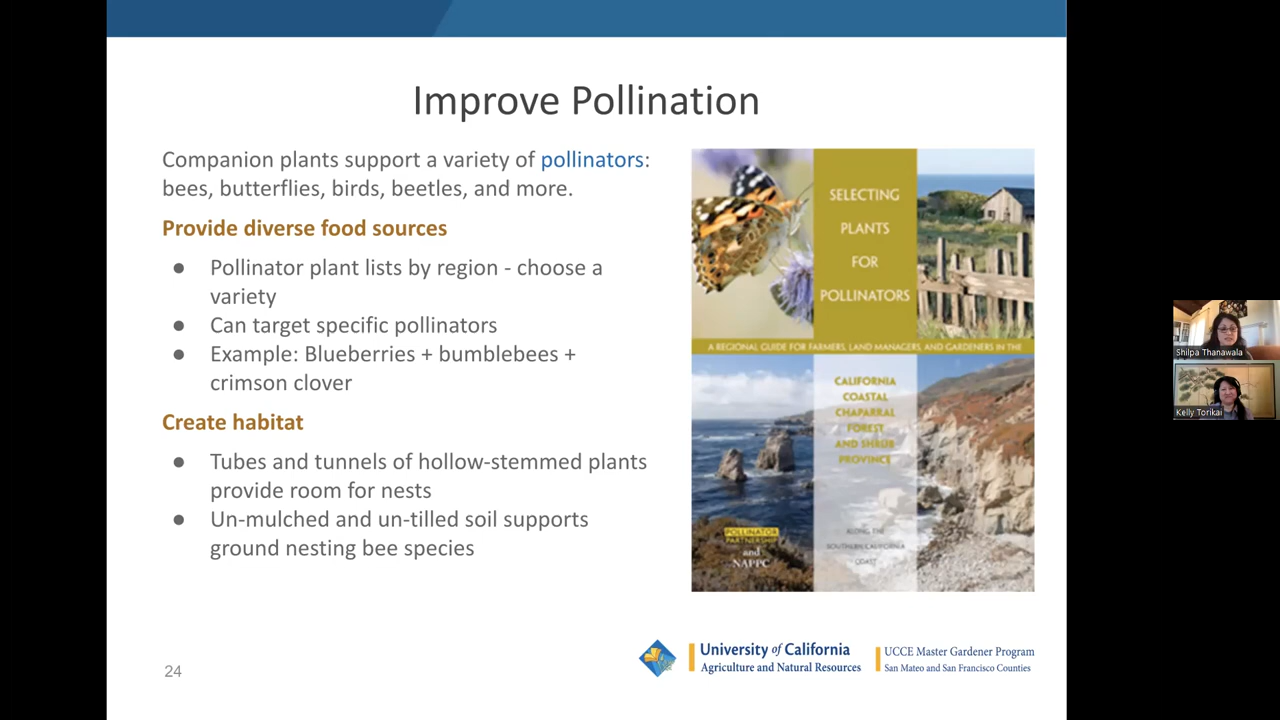 Improve Pollination
Companion plants support a variety of pollinators:
bees, butterflies, birds, beetles, and more.
Provide diverse food sources
● Pollinator plant lists by region - choose a
variety
● Can target specific pollinators
● Example: Blueberries + bumblebees +
crimson clover
Create habitat
● Tubes and tunnels of hollow-stemmed plants
provide room for nests
● Un-mulched and un-tilled soil supports
ground nesting bee species
SELECTING
PLANTS
FOR
POLLINATORS
A REGIONAL GUIDE FOR FARMERS, LAND MANAGERS, AND GARDENERS IN THE
CALIFORNIA
COASTAL
CHAPARRAL
FOREST
AND SHRUB
PROVINCE
POLLINATOR
PARTNERSHIP
and
NAPPC
ALONG THE
SOUTHERN CALIFORNIA
COAST
Shilpa Thanawala
Kelly Torikai
24
University of California
Agriculture and Natural Resources
UCCE Master Gardener Program
San Mateo and San Francisco Counties